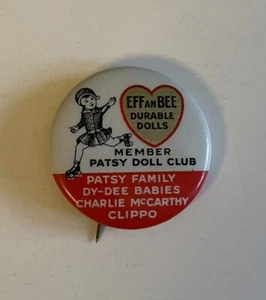 EFFANBEE
DURABLE
DOLLS
MEMBER
PATSY DOLL CLUB
PATSY FAMILY
DY-DEE BABIES
CHARLIE McCARTHY
CLIPPO